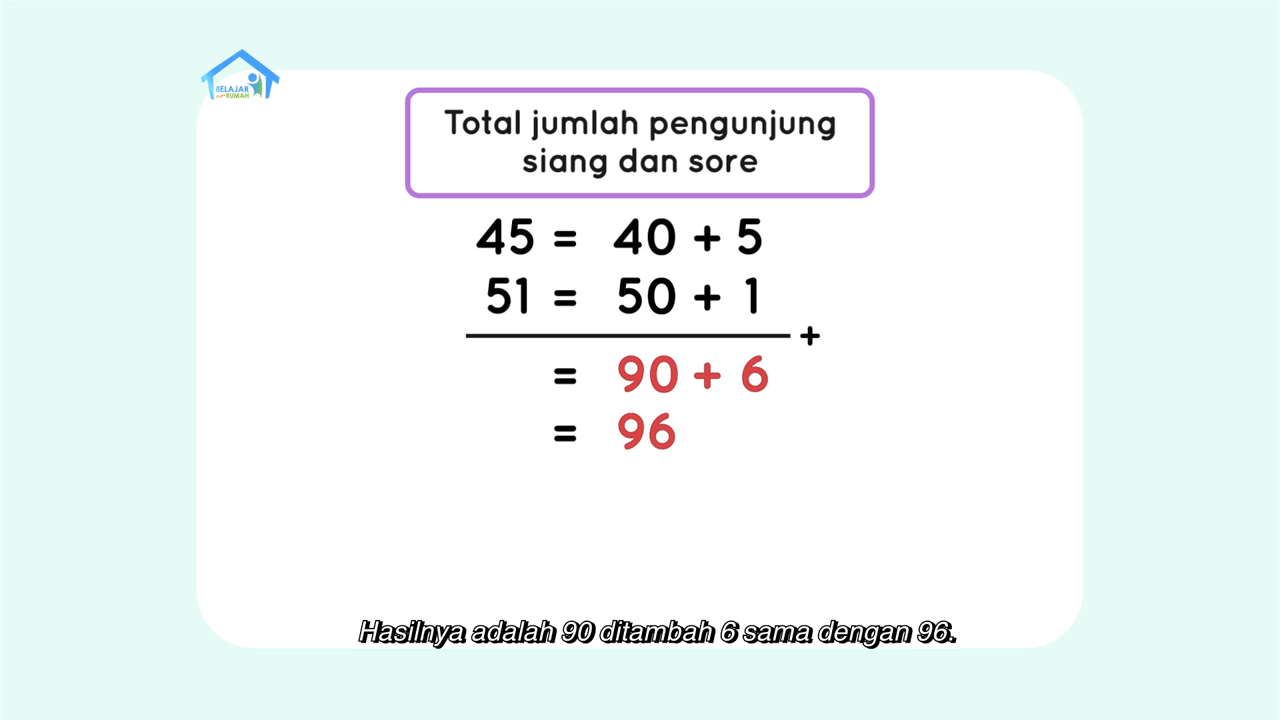 BELAJAR
RUMAH
Total jumlah pengunjung
siang dan sore
45 = 40 + 5
51 = 50 + 1
+
= 90 + 6
= 96
Hasilnya adalah 90 ditambah 6 sama dengan 96.